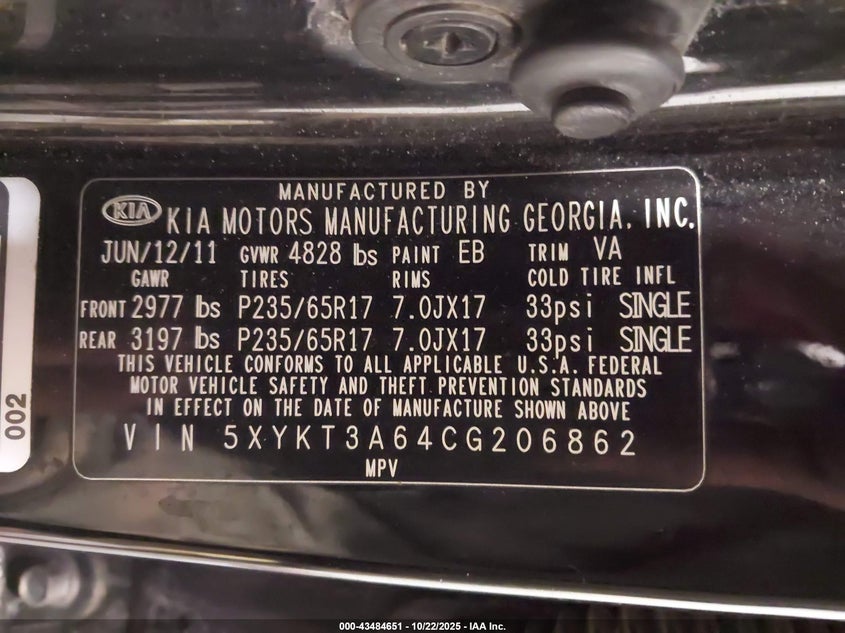 MANUFACTURED BY
KIA KIA MOTORS MANUFACTURING GEORGIA, INC.
JUN/12/11 GVWR 4828 lbs PAINT EB TRIM VA
GAWR TIRES RIMS COLD TIRE INFL
FRONT 2977 lbs P235/65R17 7.0JX17 33psi SINGLE
REAR 3197 lbs P235/65R17 7.0JX17 33psi SINGLE
THIS VEHICLE CONFORMS TO ALL APPLICABLE U.S.A. FEDERAL
MOTOR VEHICLE SAFETY AND THEFT PREVENTION STANDARDS
IN EFFECT ON THE DATE OF MANUFACTURE SHOWN ABOVE
VIN 5XYKT3A64CG206862
MPV
002
000-43484651 - 10/22/2025 - IAA Inc.